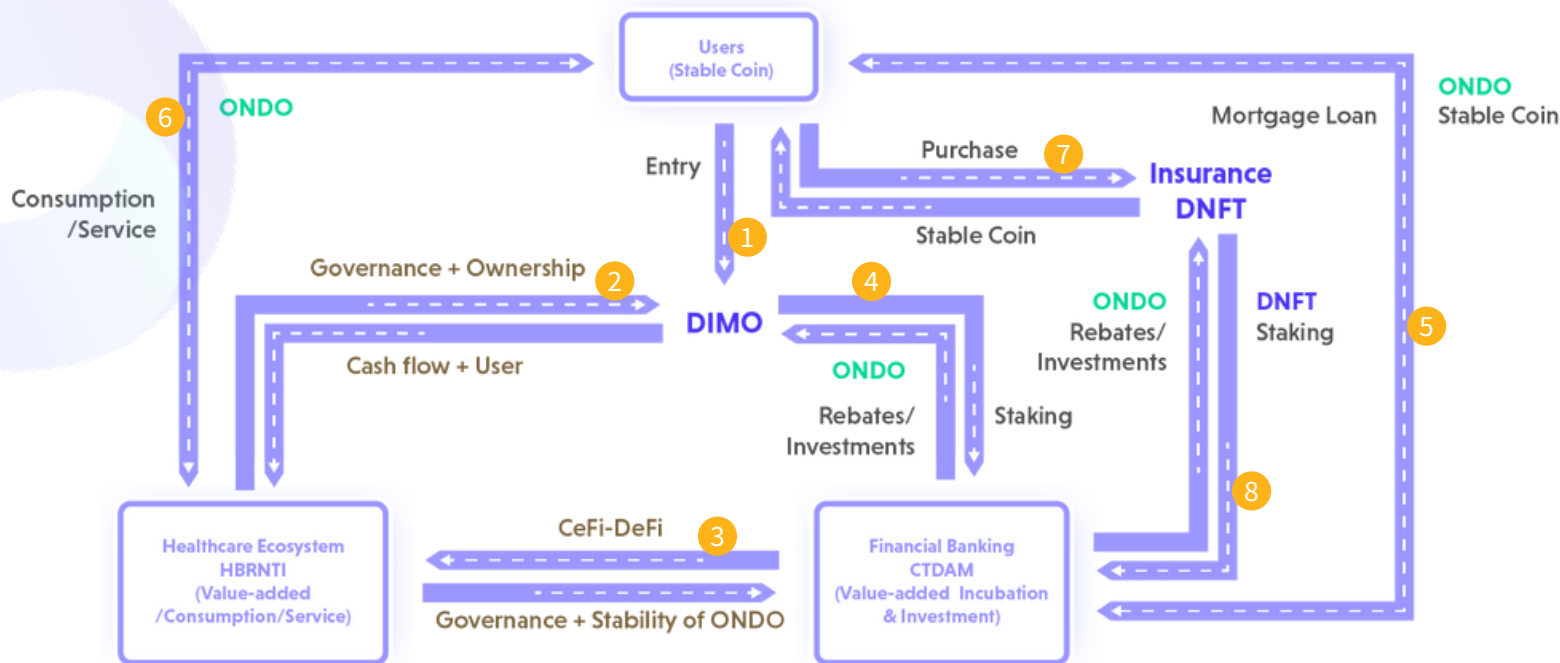 Users
(Stable Coin)
6
ONDO
ONDO
Stable Coin
Mortgage Loan
Entry
Purchase
7
Insurance
DNFT
Consumption
/Service
1
Stable Coin
Governance + Ownership
2
4
DIMO
ONDO
Rebates/
Investments
DNFT
Staking
5
Cash flow + User
ONDO
Rebates/
Investments
Staking
8
CeFi-DeFi
3
Governance + Stability of ONDO
Healthcare Ecosystem
HBRNTI
(Value-added
/Consumption/Service)
Financial Banking
CTDAM
(Value-added Incubation
& Investment)